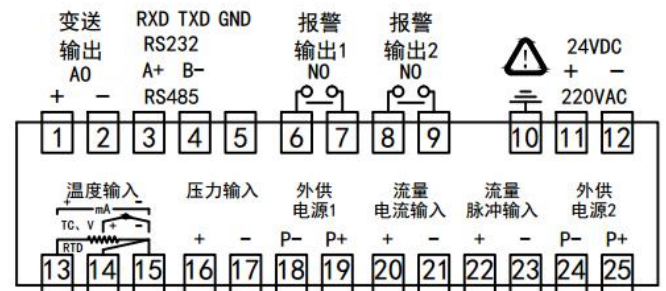 变送 RXD TXD GND 报警 报警
输出 RS232 输出1 输出2 24VDC
AO A+ B- NO NO + -
+ - RS485 220VAC
1 2 3 4 5 6 7 8 9 10 11 12
温度输入 压力输入 外供 流量 流量 外供
+ mA - 电源1 电流输入 脉冲输入 电源2
TC、V + -
RTD + - P- P+ + - + - P- P+
13 14 15 16 17 18 19 20 21 22 23 24 25